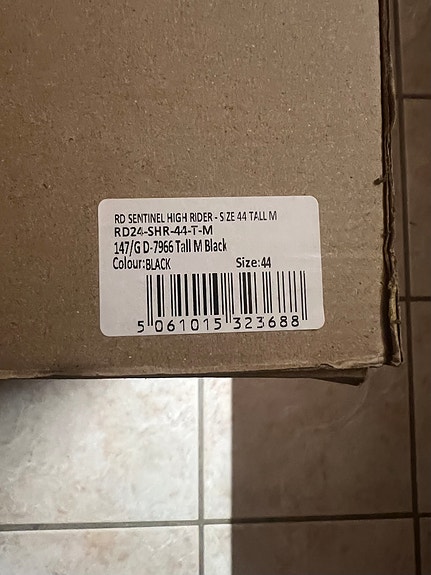 RD SENTINEL HIGH RIDER - SIZE 44 TALL M
RD24-SHR-44-T-M
147/G D-7966 Tall M Black
Colour:BLACK Size:44
5 061015 323688